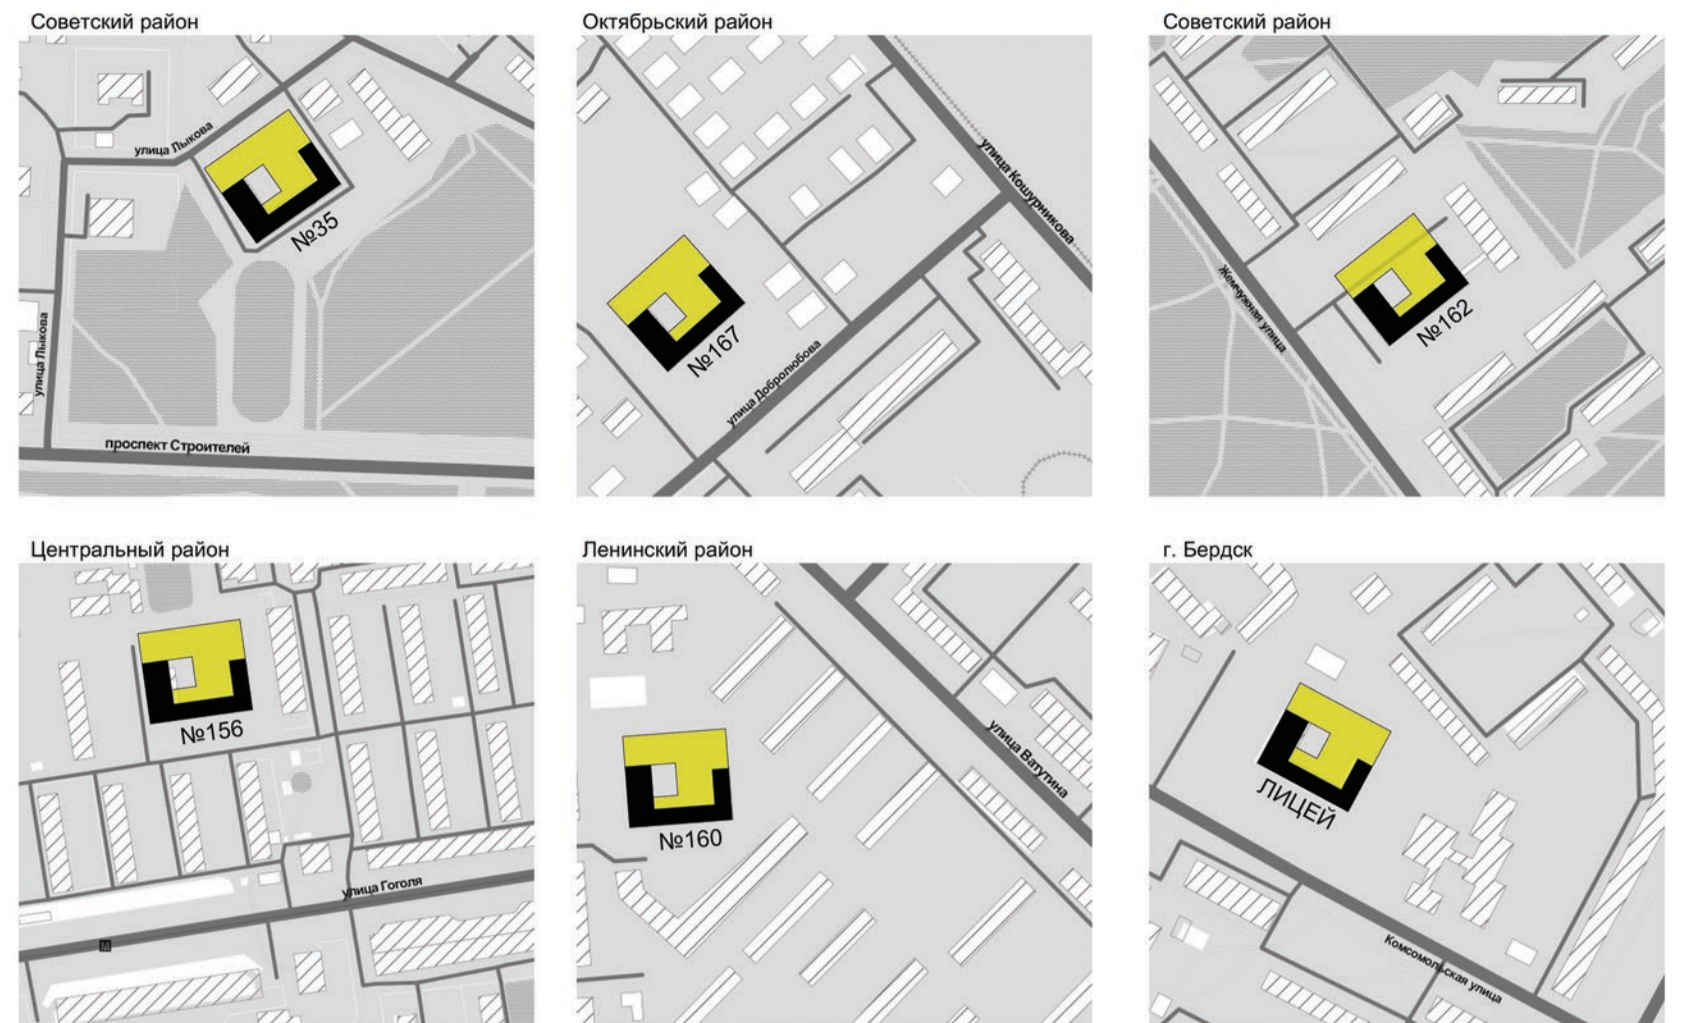 Советский район
Октябрьский район
Советский район
улица Лыкова
№35
улица Лыкова
проспект Строителей
улица Кошурникова
№167
улица Добролюбова
Жемчужная улица
№162
Центральный район
Ленинский район
г. Бердск
№156
улица Гоголя
М
улица Ватутина
№160
ЛИЦЕЙ
Комсомольская улица